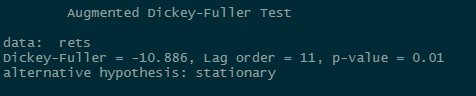 Augmented Dickey-Fuller Test
data:  rets
Dickey-Fuller = -10.886, Lag order = 11, p-value = 0.01
alternative hypothesis: stationary